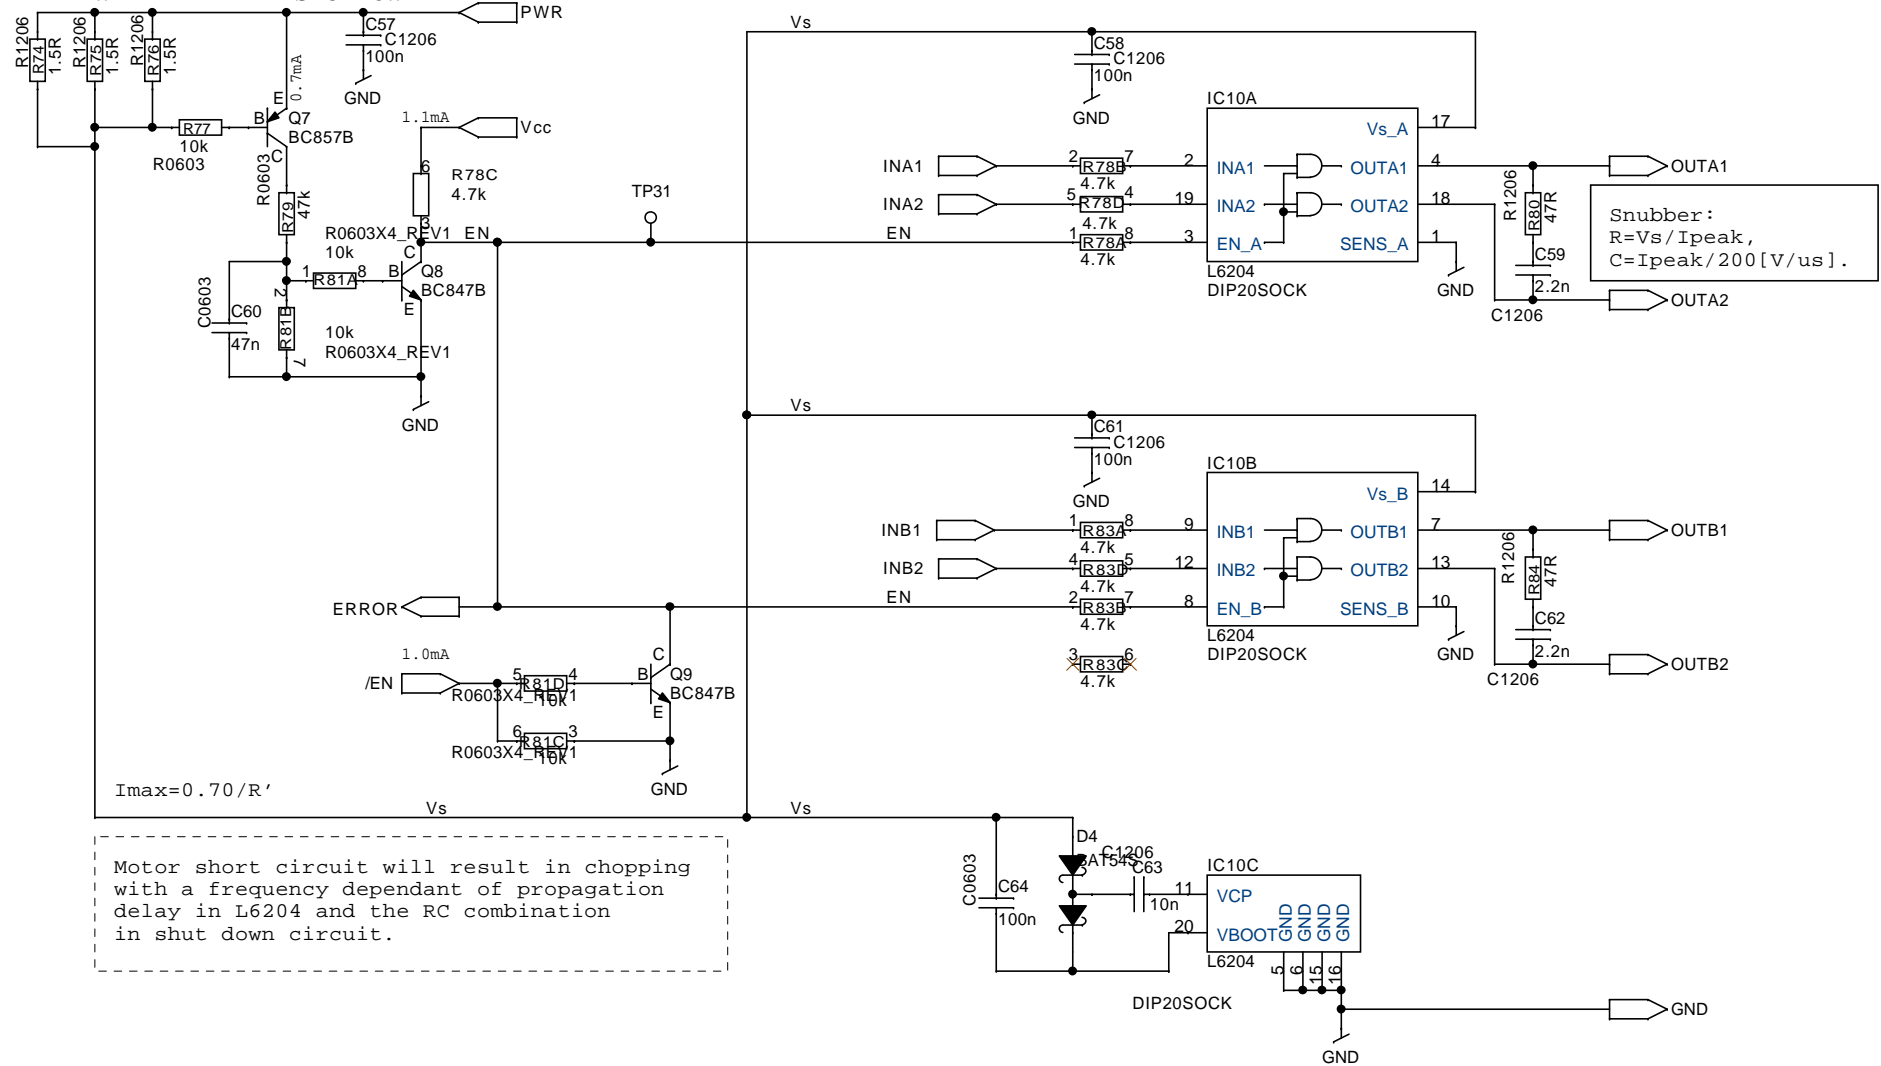 PWR
R1206
R74
1.5R
R1206
R75
1.5R
R1206
R76
1.5R
C57
C1206
100n
GND
0.7mA
E
B
C
Q7
BC857B
R77
10k
R0603
1.1mA
Vcc
R0603
R79
47k
6
R78C
4.7k
3
TP31
R0603X4_REV1
10k
EN
C
1
R81A
8
B
Q8
BC847B
E
C0603
C60
47n
2
R81B
7
10k
R0603X4_REV1
GND
Vs
C58
C1206
100n
GND
IC10A
Vs_A
17
INA1
2
R78B
7
4.7k
2
INA1
OUTA1
4
OUTA1
INA2
5
R78D
4
4.7k
19
INA2
OUTA2
18
EN
1
R78A
8
4.7k
3
EN_A
SENS_A
1
L6204
DIP20SOCK
GND
R1206
R80
47R
C59
2.2n
C1206
OUTA2
Snubber:
R=Vs/Ipeak,
C=Ipeak/200[V/us].
Vs
C61
C1206
100n
GND
IC10B
Vs_B
14
INB1
1
R83A
8
4.7k
9
INB1
OUTB1
7
OUTB1
INB2
4
R83D
5
4.7k
12
INB2
OUTB2
13
EN
2
R83B
7
4.7k
8
EN_B
SENS_B
10
L6204
DIP20SOCK
GND
R1206
R84
47R
C62
2.2n
C1206
OUTB2
3
R83C
6
4.7k
ERROR
1.0mA
/EN
5
R81D
4
R0603X4_REV1
10k
C
B
Q9
BC847B
E
6
R81C
3
R0603X4_REV1
10k
GND
Imax=0.70/R'
Vs
Vs
Motor short circuit will result in chopping
with a frequency dependant of propagation
delay in L6204 and the RC combination
in shut down circuit.
C0603
C64
100n
D4
BAT54S
C1206
C63
10n
IC10C
11
VCP
20
VBOOT
GND
GND
GND
GND
L6204
5
6
15
16
DIP20SOCK
GND
GND